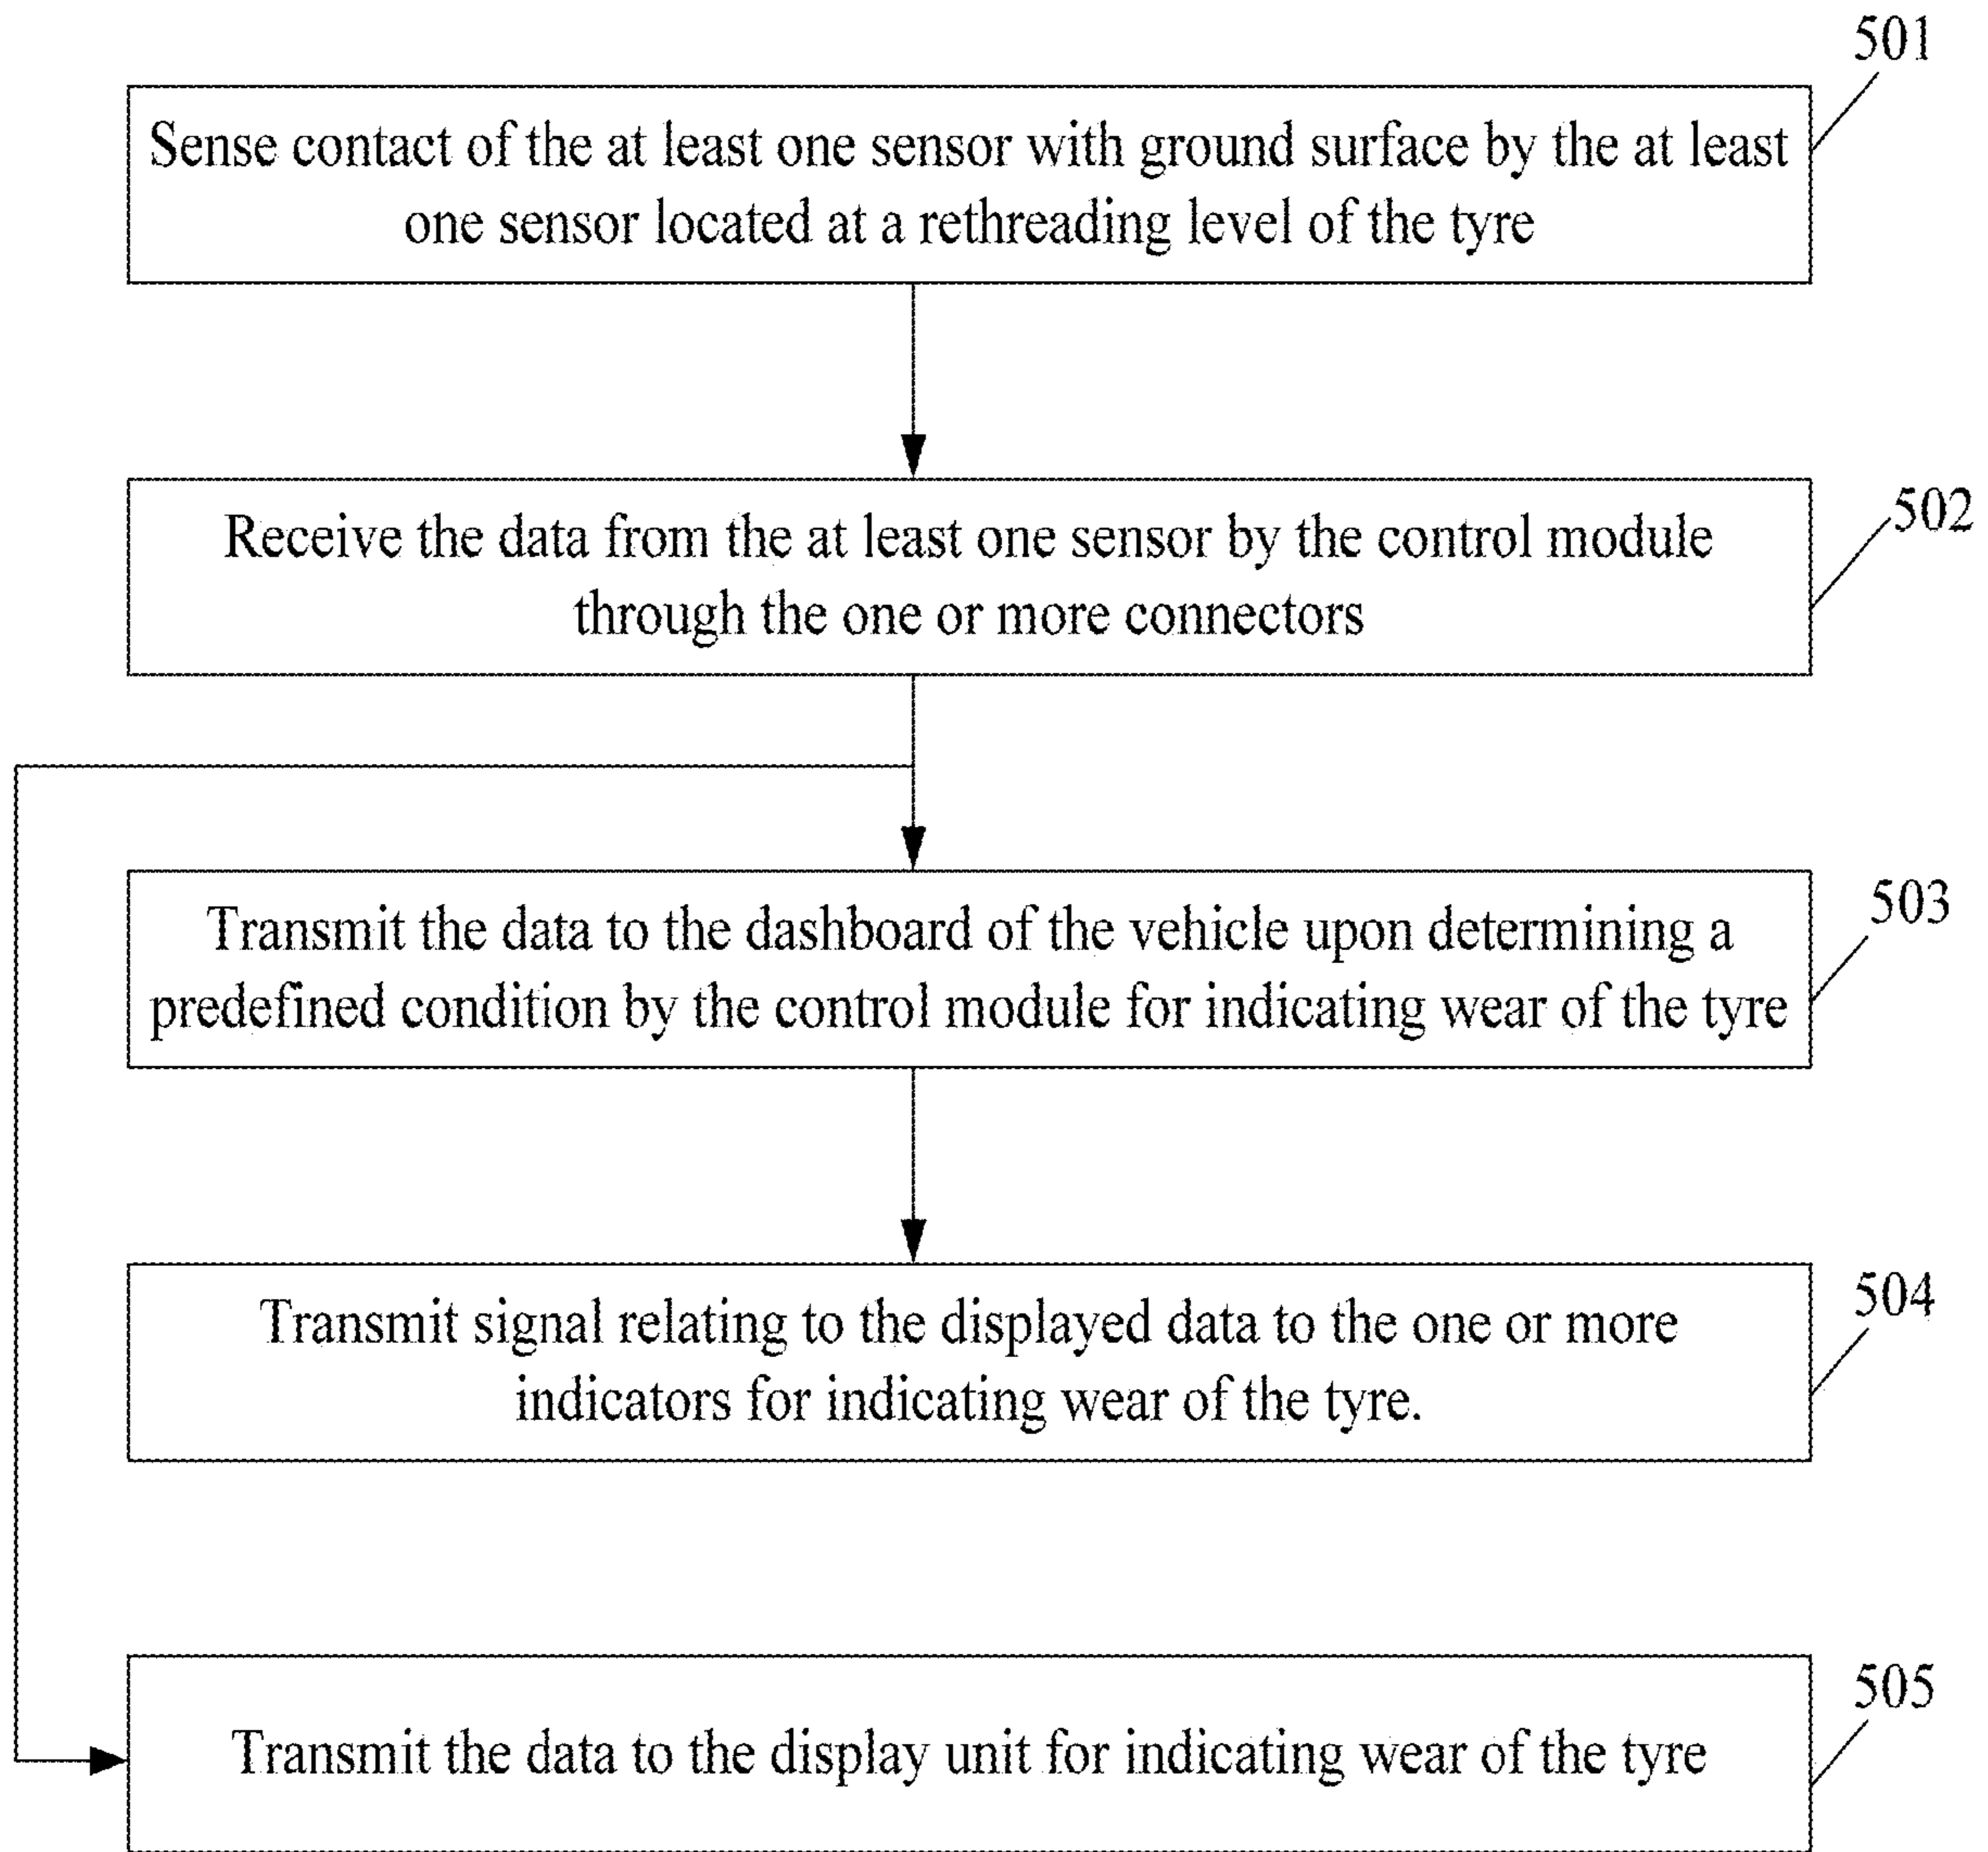 501
Sense contact of the at least one sensor with ground surface by the at least
one sensor located at a rethreading level of the tyre
502
Receive the data from the at least one sensor by the control module
through the one or more connectors
503
Transmit the data to the dashboard of the vehicle upon determining a
predefined condition by the control module for indicating wear of the tyre
504
Transmit signal relating to the displayed data to the one or more
indicators for indicating wear of the tyre.
505
Transmit the data to the display unit for indicating wear of the tyre